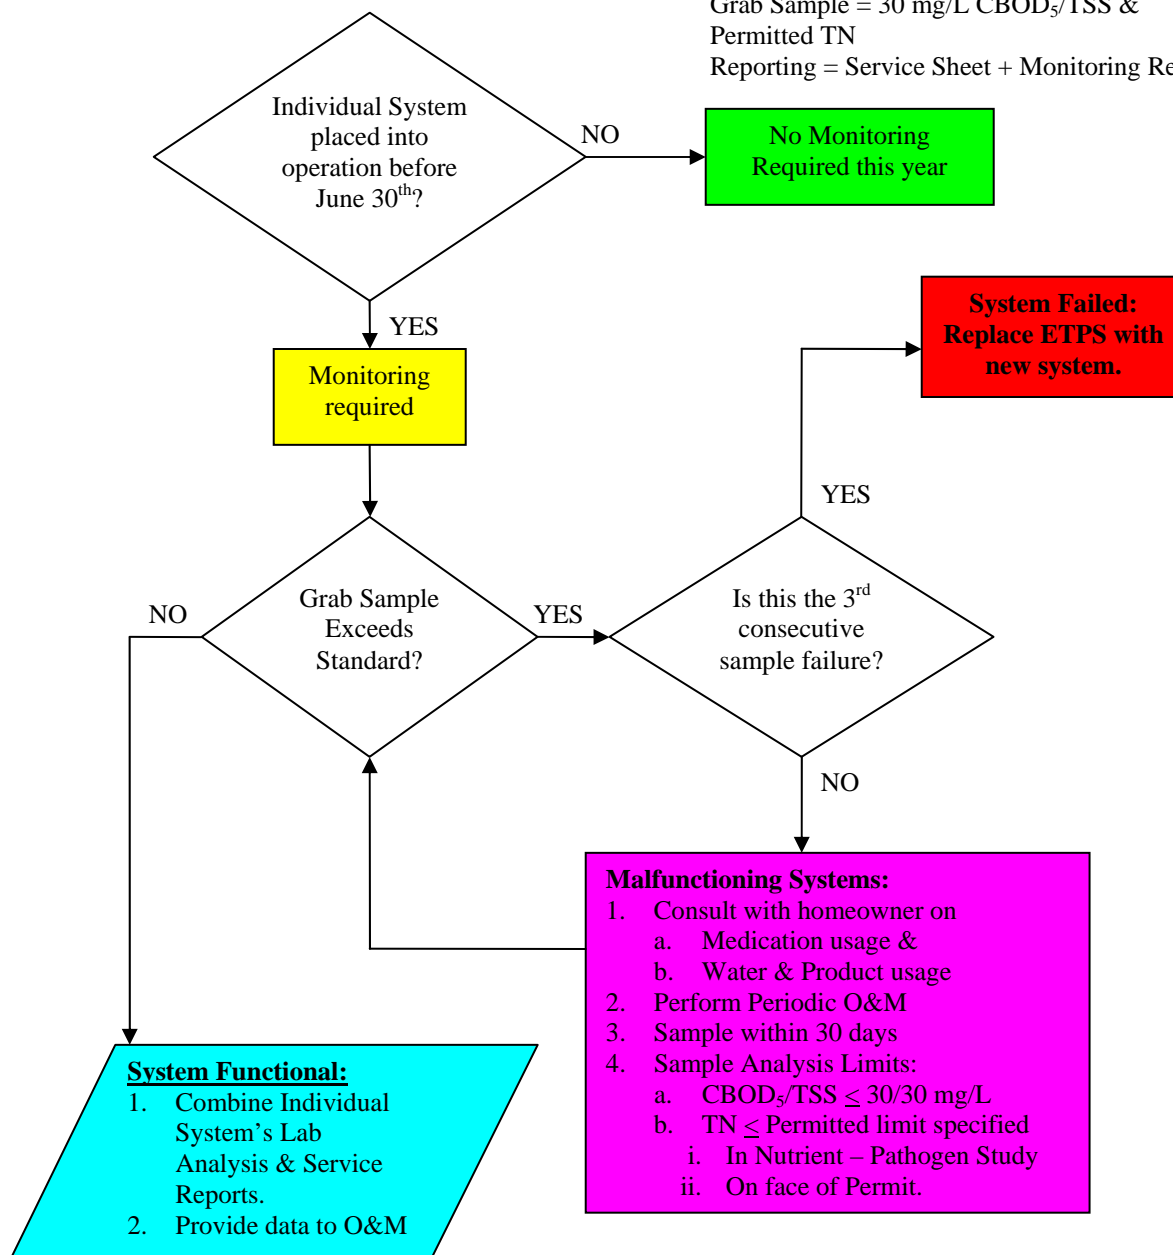 Grab Sample = 30 mg/L CBOD5/TSS &
Permitted TN
Reporting = Service Sheet + Monitoring Re
Individual System
placed into
operation before
June 30th?
NO
No Monitoring
Required this year
YES
Monitoring
required
System Failed:
Replace ETPS with
new system.
YES
NO
Grab Sample
Exceeds
Standard?
YES
Is this the 3rd
consecutive
sample failure?
NO
Malfunctioning Systems:
1. Consult with homeowner on
a. Medication usage &
b. Water & Product usage
2. Perform Periodic O&M
3. Sample within 30 days
4. Sample Analysis Limits:
a. CBOD5/TSS ≤ 30/30 mg/L
b. TN ≤ Permitted limit specified
i. In Nutrient – Pathogen Study
ii. On face of Permit.
System Functional:
1. Combine Individual
System's Lab
Analysis & Service
Reports.
2. Provide data to O&M